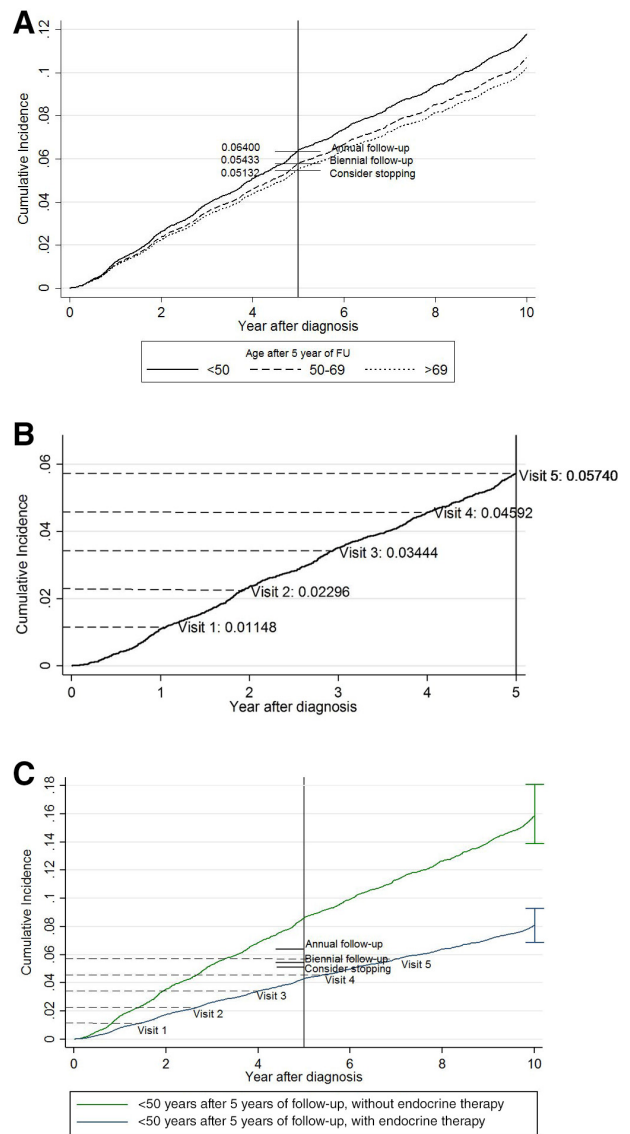 A
Cumulative Incidence
.12
.1
.08
.06
.04
.02
0
0.06400
0.05433
0.05132
Annual follow-up
Biennial follow-up
Consider stopping
0 2 4 6 8 10
Year after diagnosis
Age after 5 year of FU
<50 50-69 >69
B
Cumulative Incidence
.06
.04
.02
0
Visit 5: 0.05740
Visit 4: 0.04592
Visit 3: 0.03444
Visit 2: 0.02296
Visit 1: 0.01148
0 1 2 3 4 5
Year after diagnosis
C
Cumulative Incidence
.18
.16
.14
.12
.1
.08
.06
.04
.02
0
Annual follow-up
Biennial follow-up
Consider stopping
Visit 5
Visit 4
Visit 3
Visit 2
Visit 1
0 2 4 6 8 10
Year after diagnosis
<50 years after 5 years of follow-up, without endocrine therapy
<50 years after 5 years of follow-up, with endocrine therapy